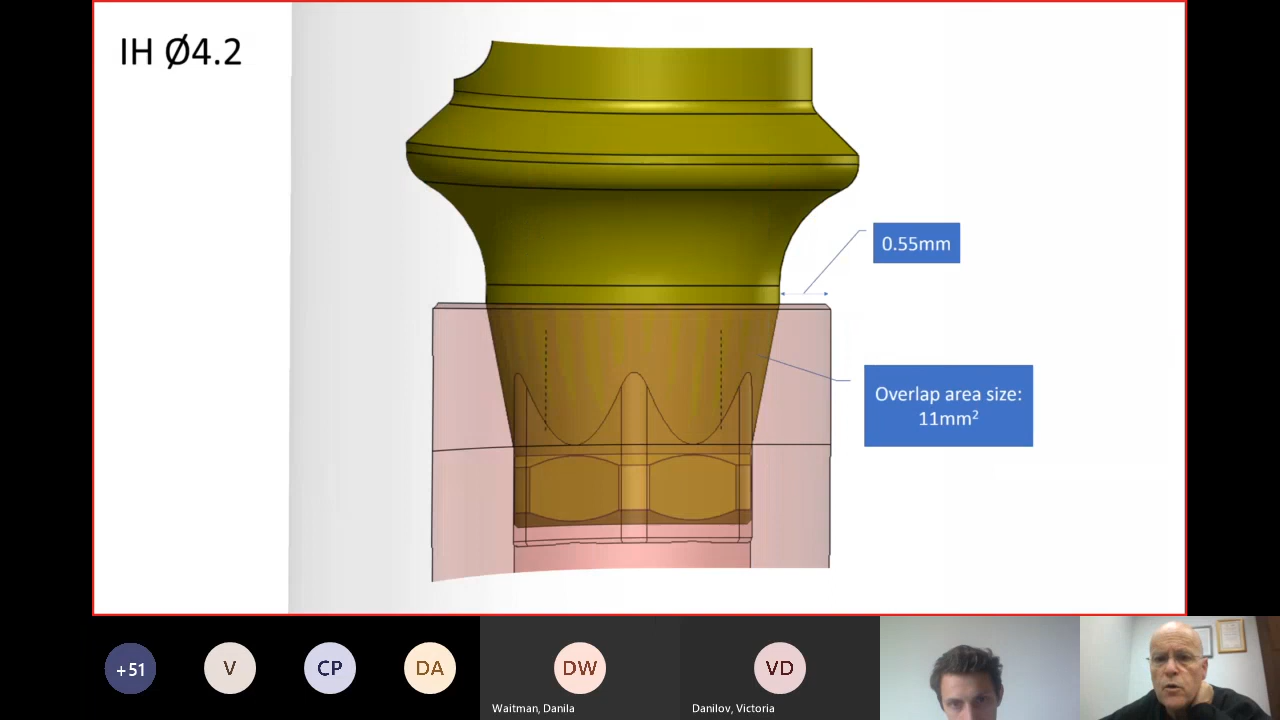 IH Ø4.2
0.55mm
Overlap area size:
11mm²
+51
V
CP
DA
DW
VD
Waitman, Danila
Danilov, Victoria